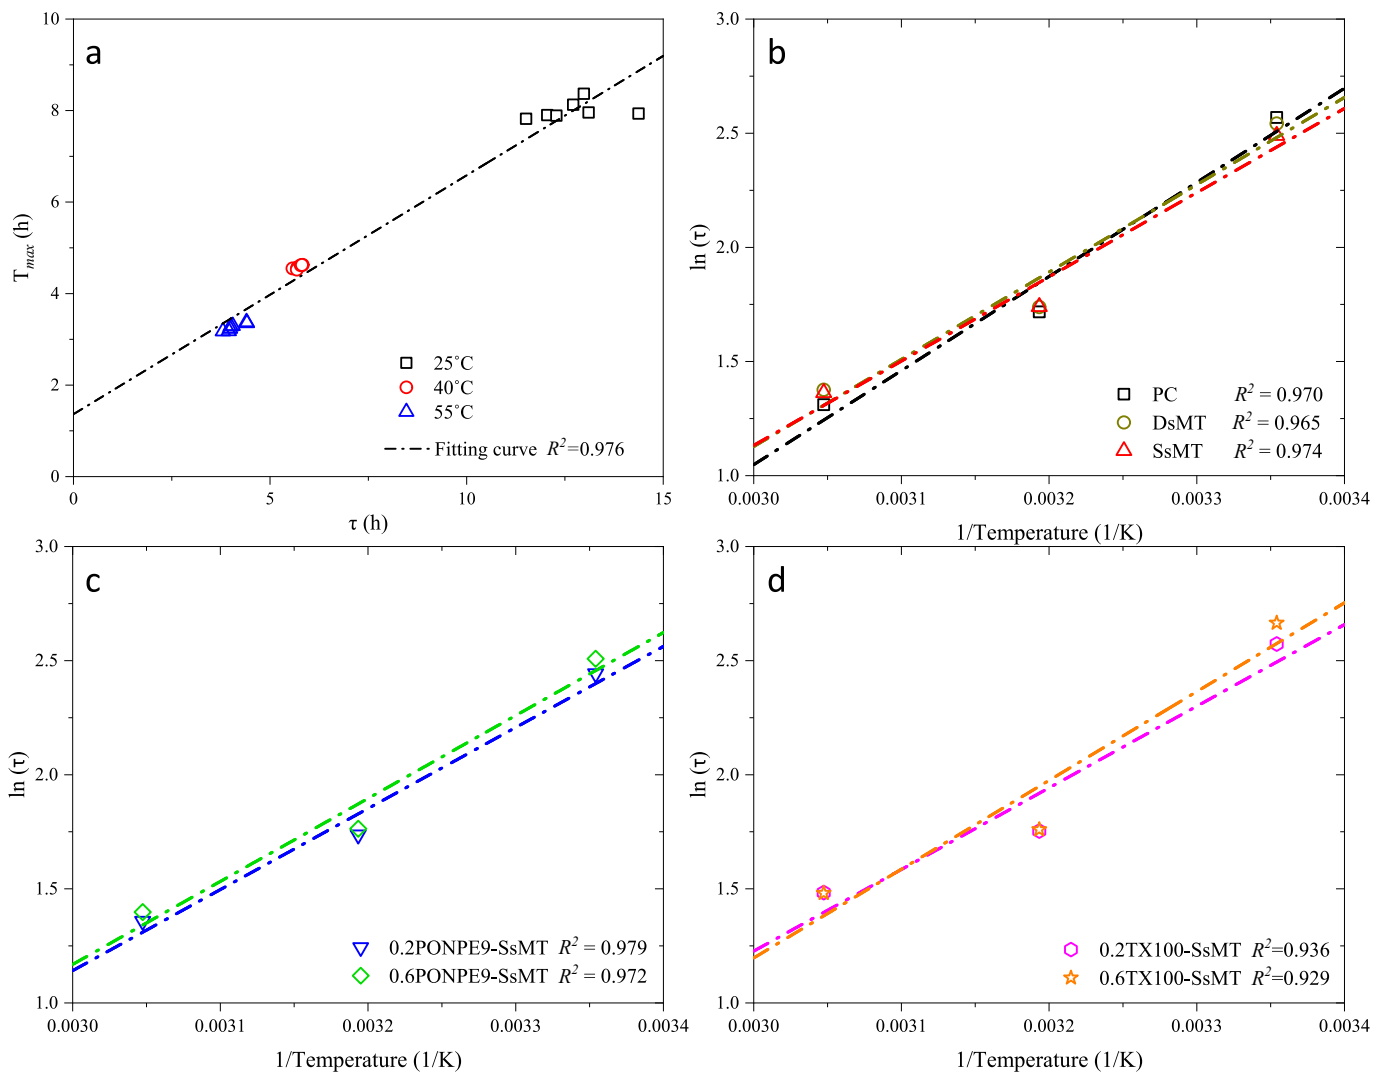 a
10
8
6
4
2
0
T_max (h)
25°C
40°C
55°C
Fitting curve R²=0.976
0 5 10 15
τ (h)
b
3.0
2.5
2.0
1.5
1.0
ln (τ)
PC R² = 0.970
DsMT R² = 0.965
SsMT R² = 0.974
0.0030 0.0031 0.0032 0.0033 0.0034
1/Temperature (1/K)
c
3.0
2.5
2.0
1.5
1.0
ln (τ)
0.2PONPE9-SsMT R² = 0.979
0.6PONPE9-SsMT R² = 0.972
0.0030 0.0031 0.0032 0.0033 0.0034
1/Temperature (1/K)
d
3.0
2.5
2.0
1.5
1.0
ln (τ)
0.2TX100-SsMT R²=0.936
0.6TX100-SsMT R²=0.929
0.0030 0.0031 0.0032 0.0033 0.0034
1/Temperature (1/K)